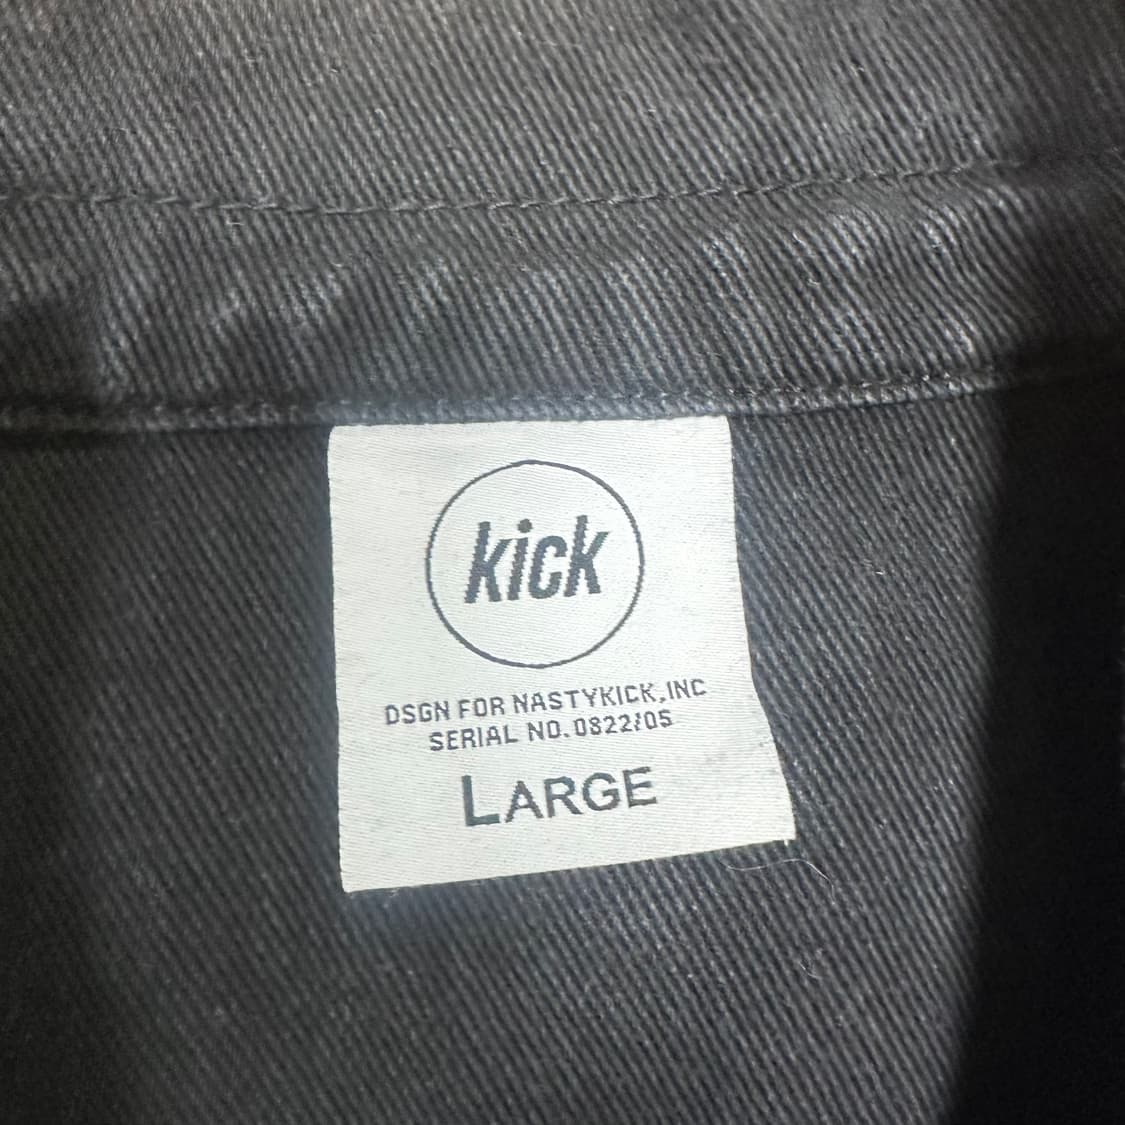 kick
DSGN FOR NASTYKICK,INC
SERIAL NO.0822/05
LARGE